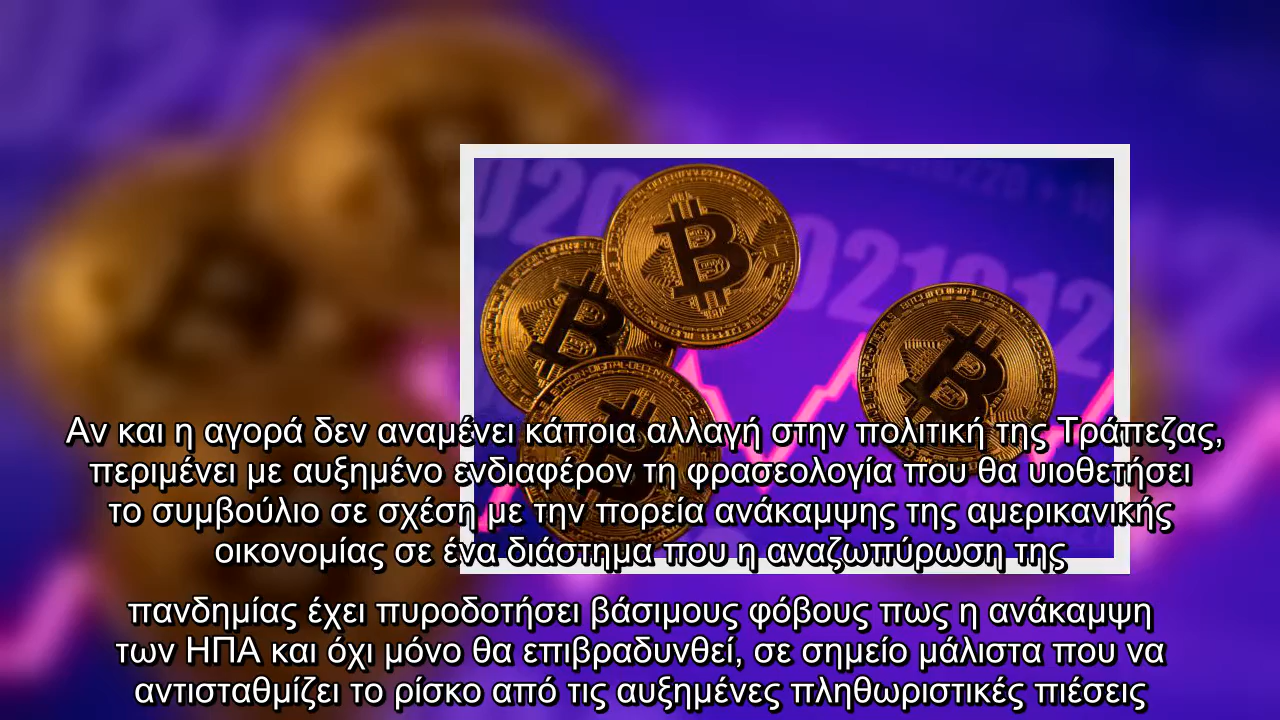 Αν και η αγορά δεν αναμένει κάποια αλλαγή στην πολιτική της Τράπεζας,
περιμένει με αυξημένο ενδιαφέρον τη φρασεολογία που θα υιοθετήσει
το συμβούλιο σε σχέση με την πορεία ανάκαμψης της αμερικανικής
οικονομίας σε ένα διάστημα που η αναζωπύρωση της
πανδημίας έχει πυροδοτήσει βάσιμους φόβους πως η ανάκαμψη
των ΗΠΑ και όχι μόνο θα επιβραδυνθεί, σε σημείο μάλιστα που να
αντισταθμίζει το ρίσκο από τις αυξημένες πληθωριστικές πιέσεις